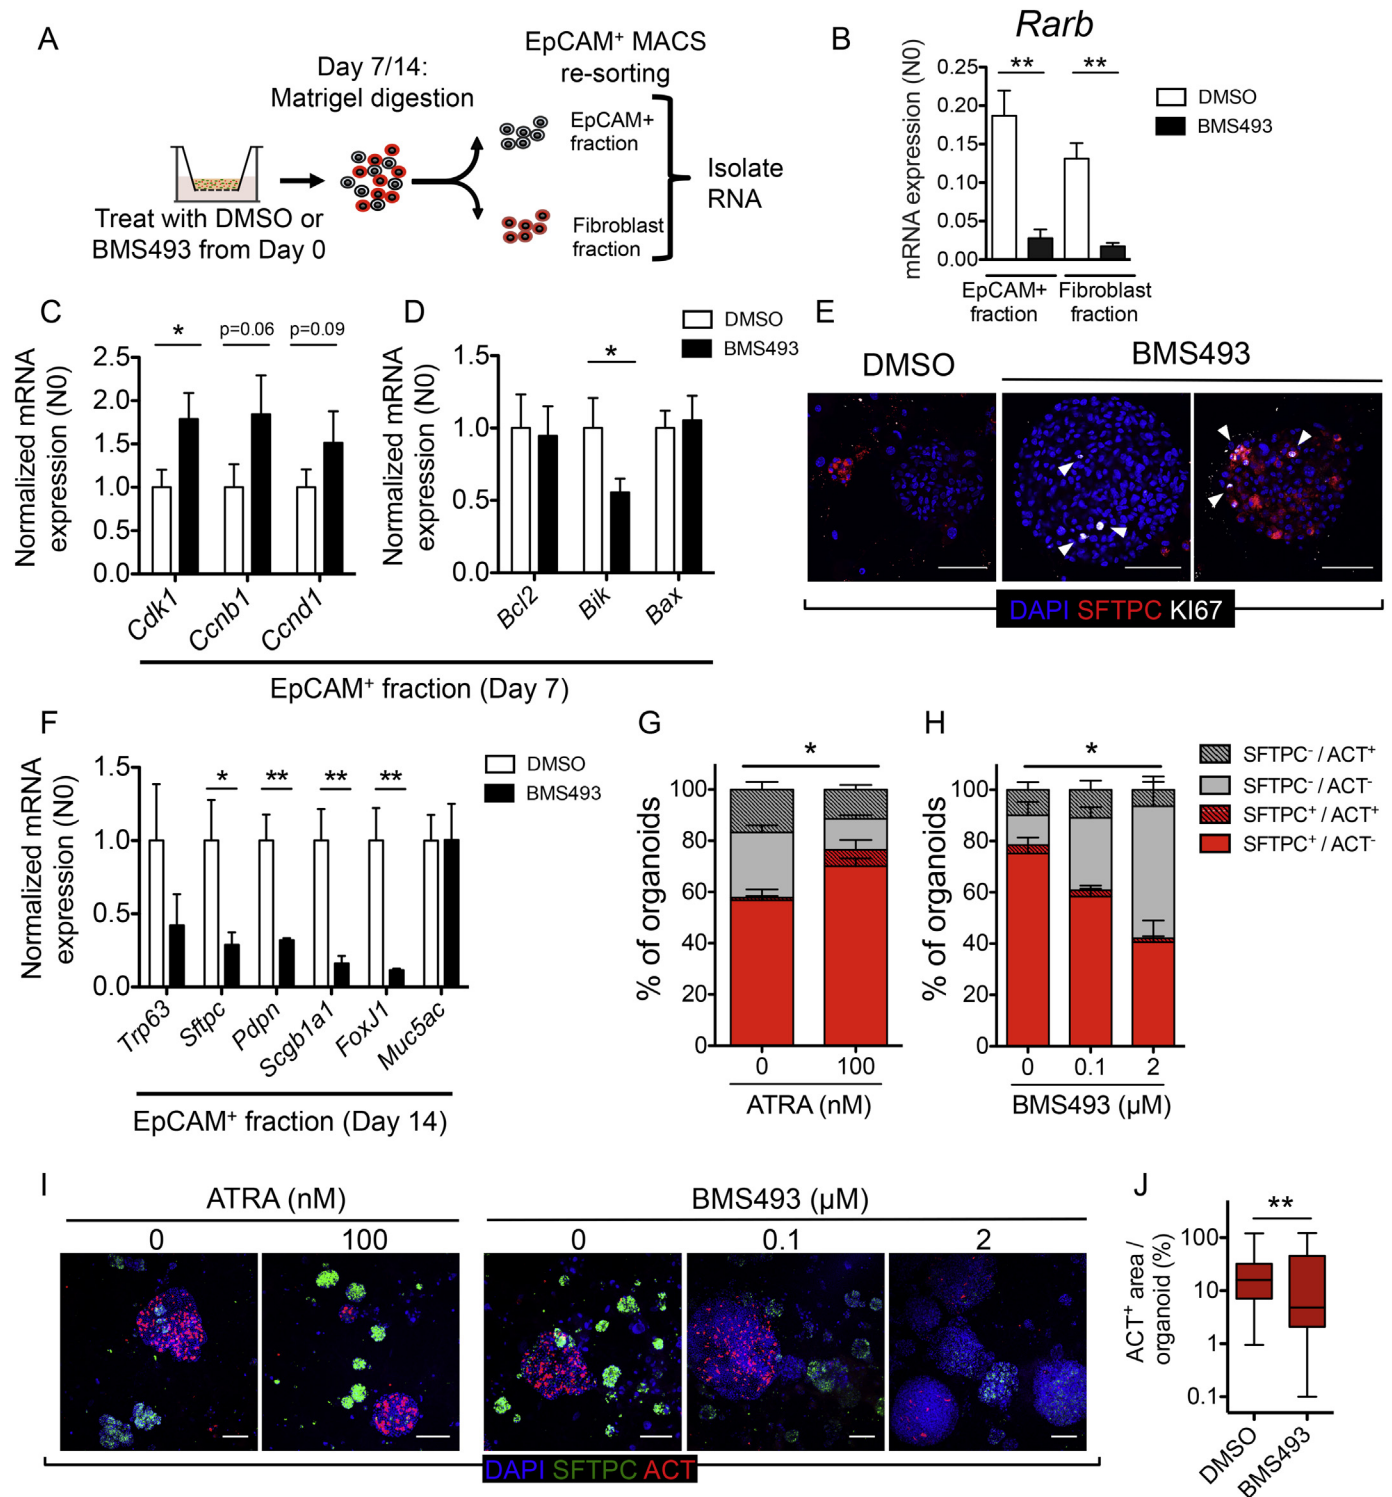 A
Day 7/14:
Matrigel digestion
EpCAM⁺ MACS
re-sorting
EpCAM+
fraction
Fibroblast
fraction
Isolate
RNA
Treat with DMSO or
BMS493 from Day 0
B
Rarb
mRNA expression (N0)
0.25
0.20
0.15
0.10
0.05
0.00
** **
EpCAM+
fraction
Fibroblast
fraction
DMSO
BMS493
C
Normalized mRNA
expression (N0)
2.5
2.0
1.5
1.0
0.5
0.0
* p=0.06 p=0.09
Cdk1 Ccnb1 Ccnd1
D
DMSO
BMS493
Normalized mRNA
expression (N0)
1.5
1.0
0.5
0.0
*
Bcl2 Bik Bax
EpCAM⁺ fraction (Day 7)
E
DMSO
BMS493
DAPI SFTPC KI67
F
Normalized mRNA
expression (N0)
1.5
1.0
0.5
0.0
* ** ** **
DMSO
BMS493
Trp63 Sftpc Pdpn Scgb1a1 FoxJ1 Muc5ac
EpCAM⁺ fraction (Day 14)
G
% of organoids
100
80
60
40
20
0
*
0 100
ATRA (nM)
H
% of organoids
100
80
60
40
20
0
*
0 0.1 2
BMS493 (µM)
SFTPC⁻ / ACT⁺
SFTPC⁻ / ACT⁻
SFTPC⁺ / ACT⁺
SFTPC⁺ / ACT⁻
I
ATRA (nM)
0 100
BMS493 (µM)
0 0.1 2
DAPI SFTPC ACT
J
ACT⁺ area /
organoid (%)
100
10
1
0.1
**
DMSO BMS493